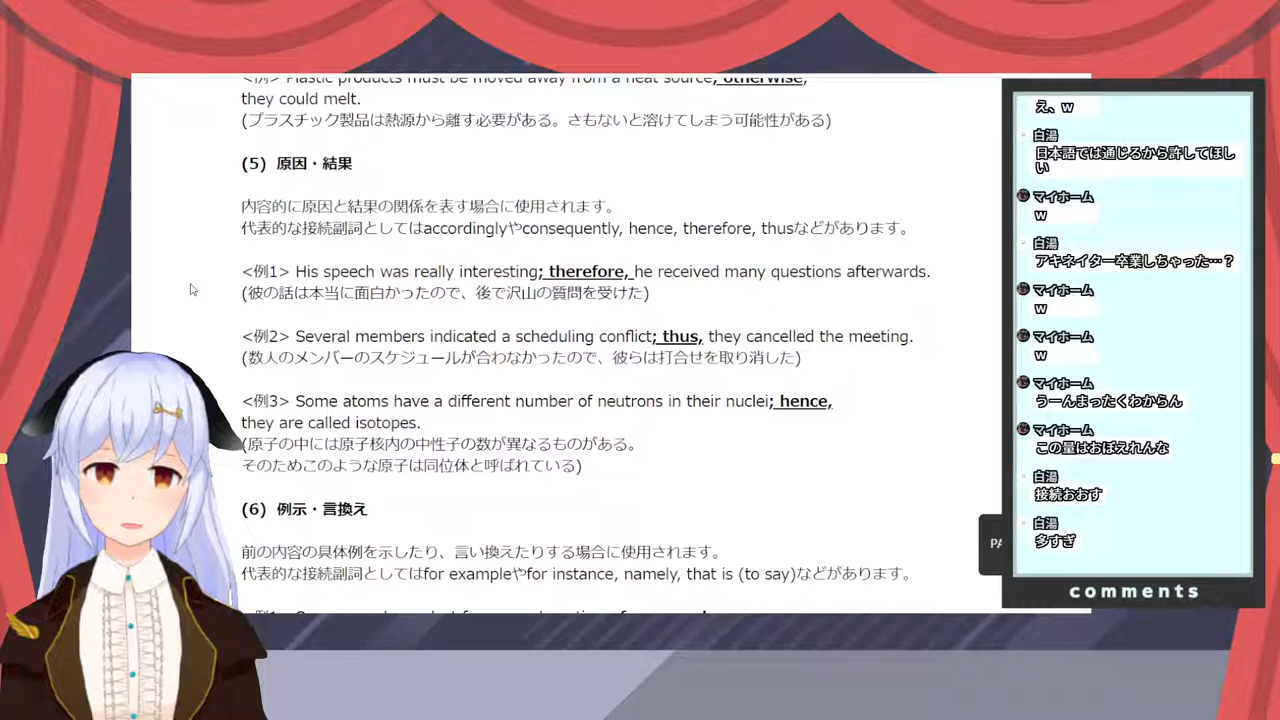 <例> Plastic products must be moved away from a heat source; otherwise,
they could melt.
(プラスチック製品は熱源から離す必要がある。さもないと溶けてしまう可能性がある)
(5) 原因・結果
内容的に原因と結果の関係を表す場合に使用されます。
代表的な接続副詞としてはaccordinglyやconsequently, hence, therefore, thusなどがあります。
<例1> His speech was really interesting; therefore, he received many questions afterwards.
(彼の話は本当に面白かったので、後で沢山の質問を受けた)
<例2> Several members indicated a scheduling conflict; thus, they cancelled the meeting.
(数人のメンバーのスケジュールが合わなかったので、彼らは打合せを取り消した)
<例3> Some atoms have a different number of neutrons in their nuclei; hence,
they are called isotopes.
(原子の中には原子核内の中性子の数が異なるものがある。
そのためこのような原子は同位体と呼ばれている)
(6) 例示・言換え
前の内容の具体例を示したり、言い換えたりする場合に使用されます。
代表的な接続副詞としてはfor exampleやfor instance, namely, that is (to say)などがあります。
PA
え、w
白湯
日本語では通じるから許してほし
い
マイホーム
w
白湯
アキネイター卒業しちゃった…？
マイホーム
w
マイホーム
w
マイホーム
うーんまったくわからん
マイホーム
この量はおぼえれんな
白湯
接続おおす
白湯
多すぎ
comments